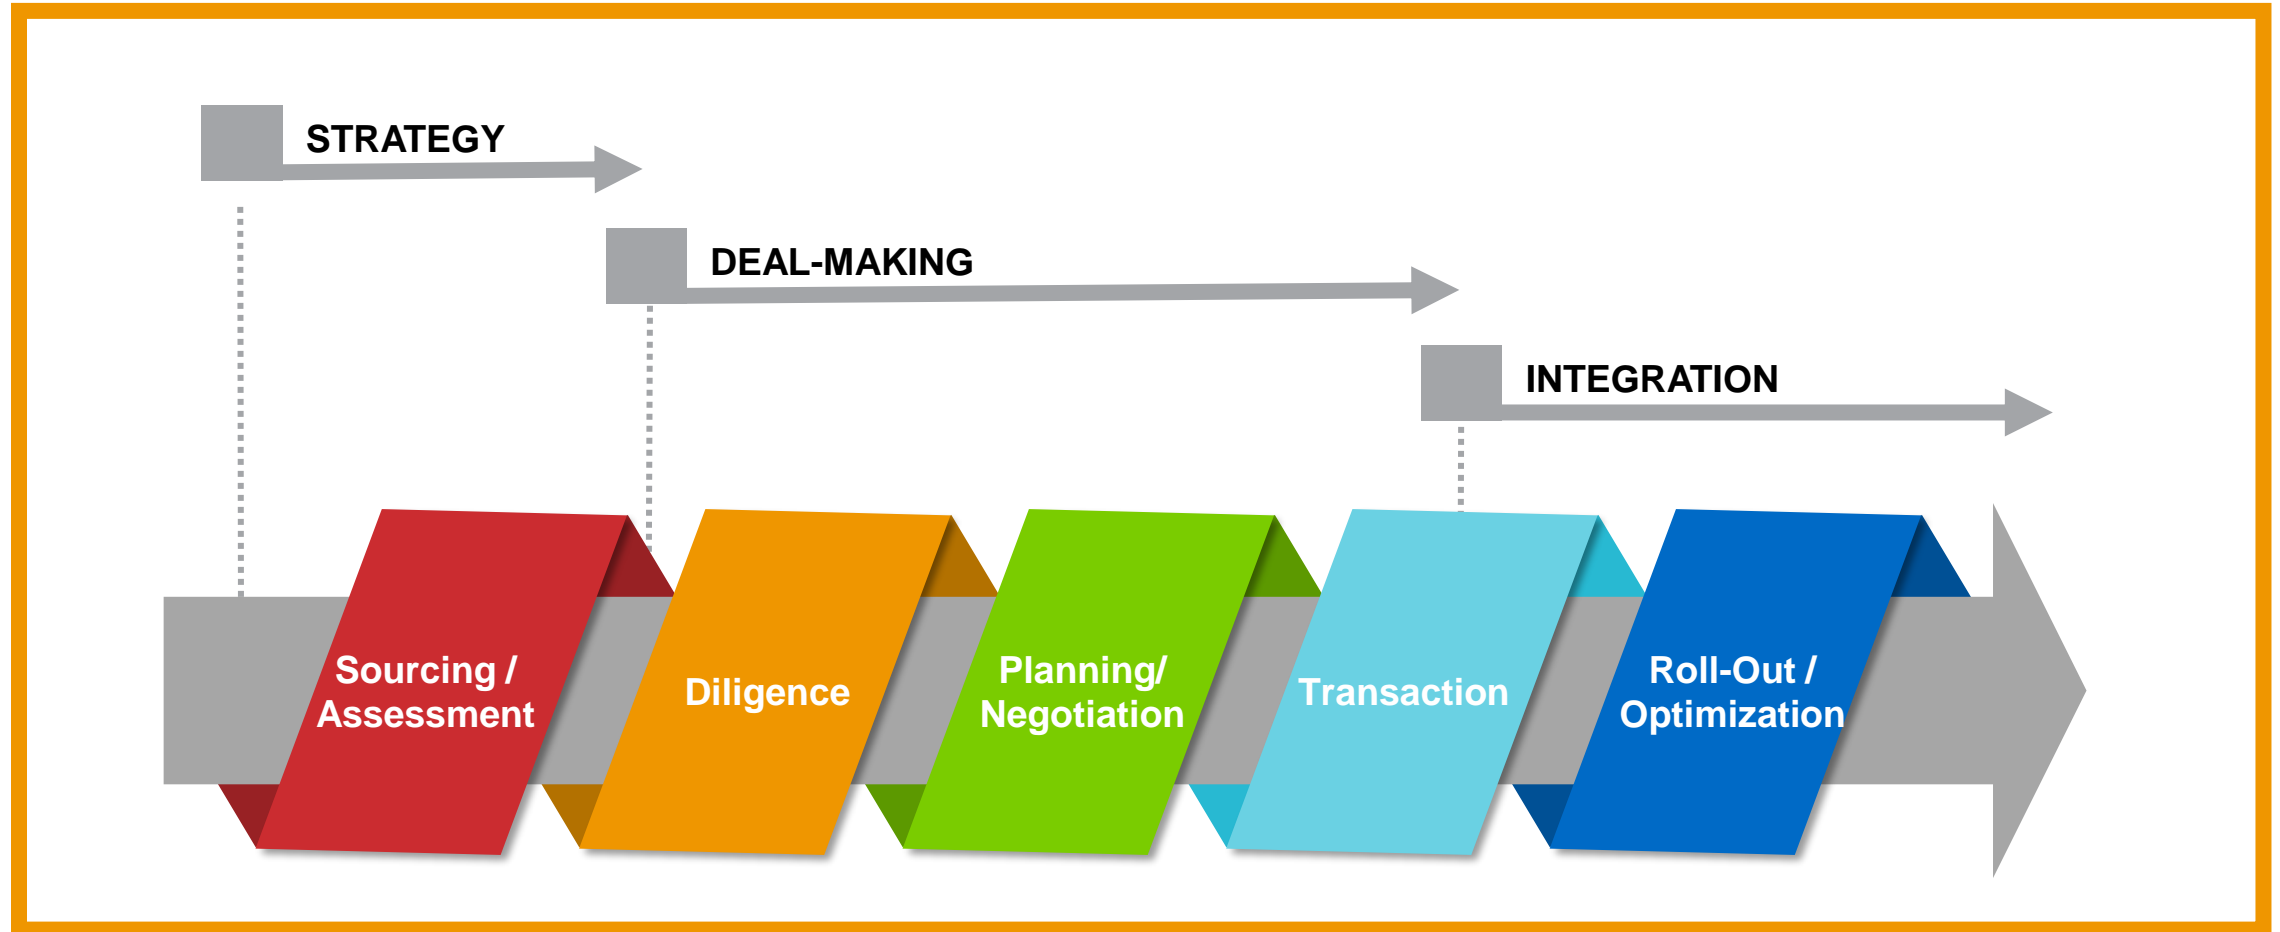 STRATEGY
DEAL-MAKING
INTEGRATION
Sourcing /
Assessment
Diligence
Planning/
Negotiation
Transaction
Roll-Out /
Optimization